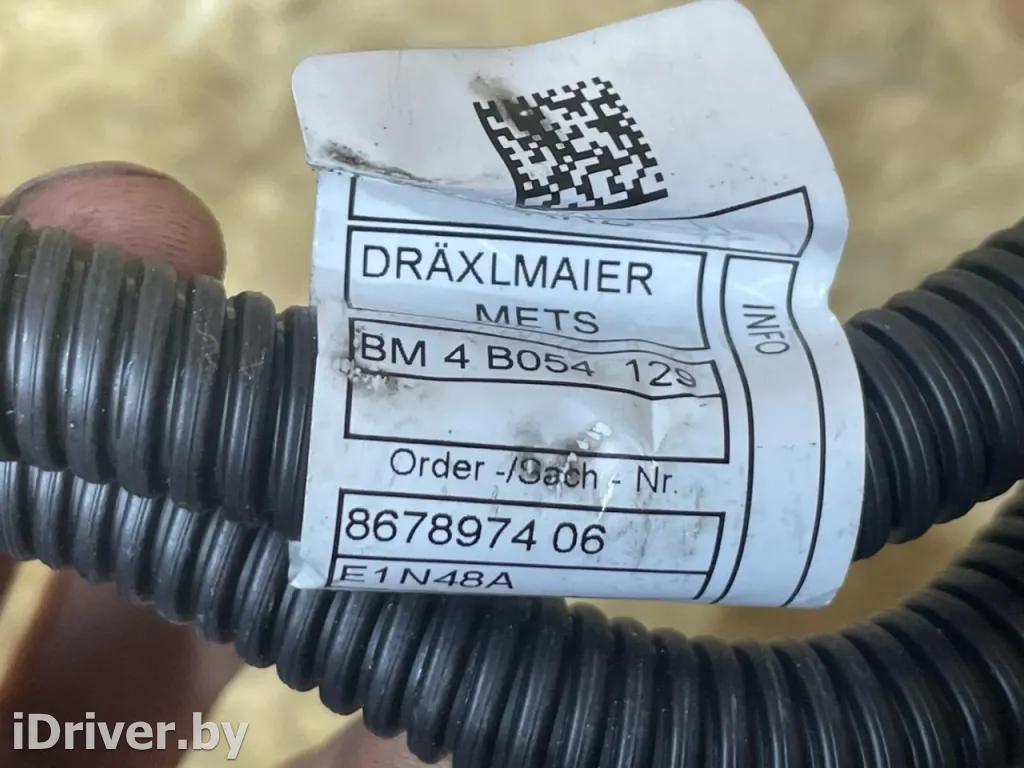 DRÄXLMAIER
METS
INFO
BM 4 B054 129
Order -/Sach - Nr.
8678974 06
E1N48A
iDriver.by